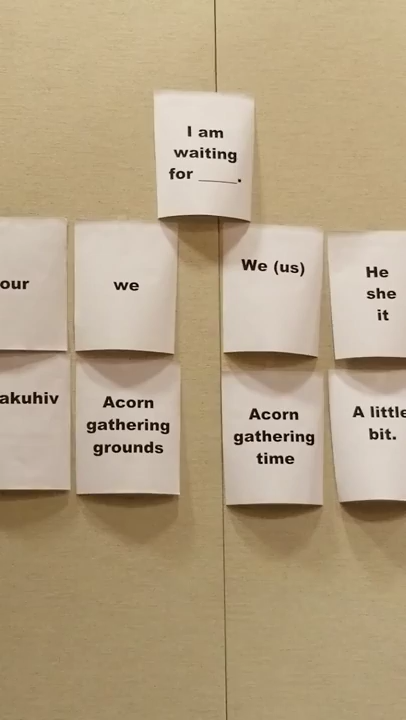 I am
waiting
for _____.
our
we
We (us)
He
she
it
akuhiv
Acorn
gathering
grounds
Acorn
gathering
time
A little
bit.